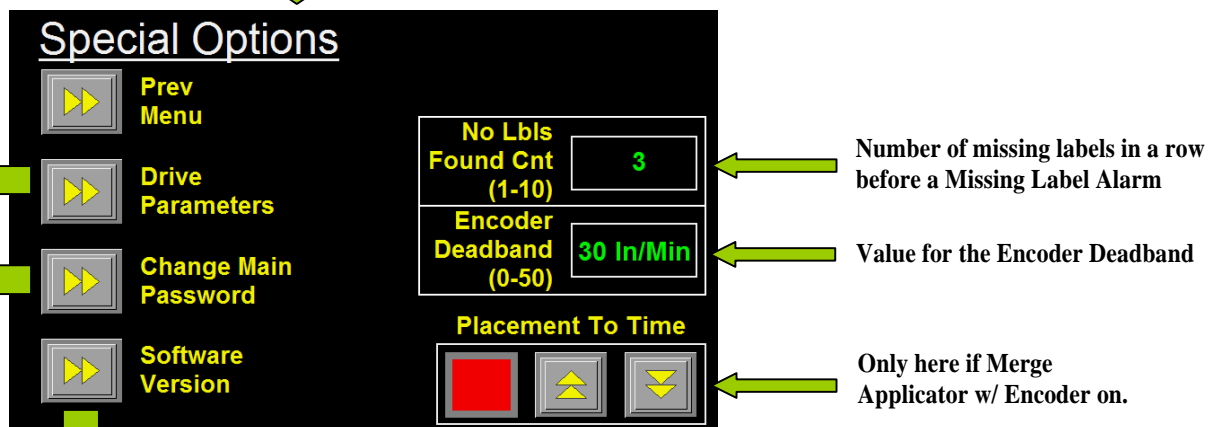 Special Options
Prev
Menu
Drive
Parameters
Change Main
Password
Software
Version
No Lbls
Found Cnt
(1-10)
3
Encoder
Deadband
(0-50)
30 In/Min
Placement To Time
Number of missing labels in a row
before a Missing Label Alarm
Value for the Encoder Deadband
Only here if Merge
Applicator w/ Encoder on.